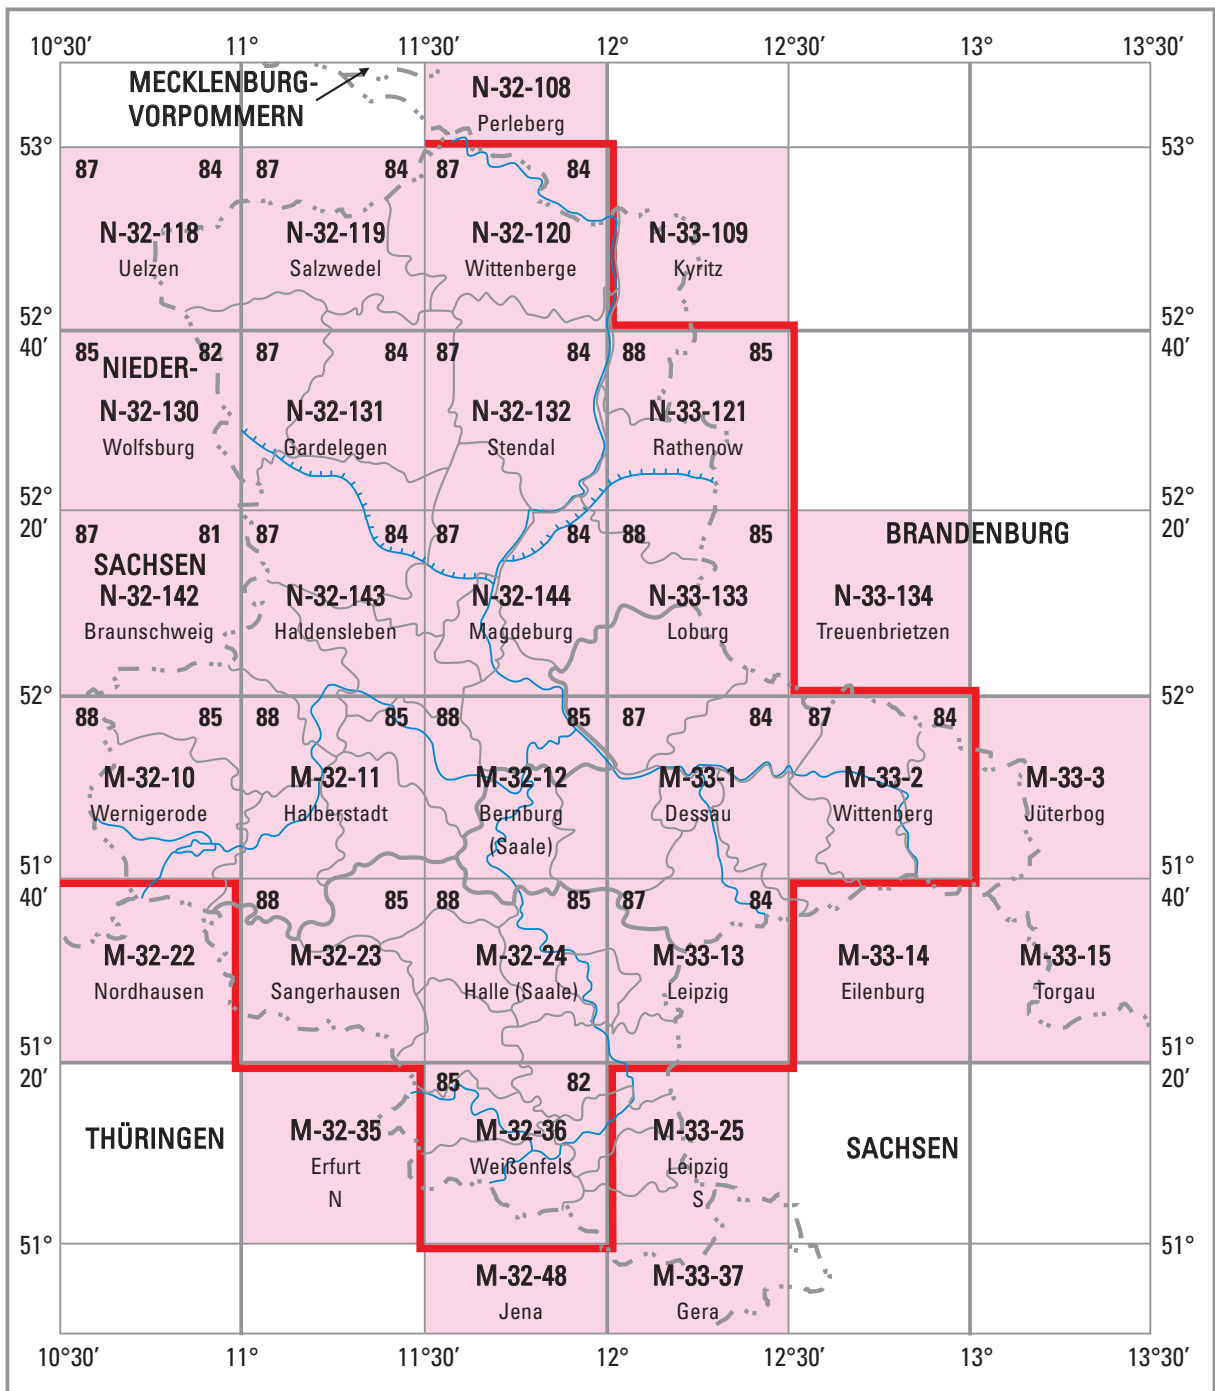 10°30’ 11° 11°30’ 12° 12°30’ 13° 13°30’
MECKLENBURG-
VORPOMMERN
N-32-108
Perleberg
53° 53°
87 84 87 84 87 84
N-32-118 N-32-119 N-32-120 N-33-109
Uelzen Salzwedel Wittenberge Kyritz
52° 52°
40’ 40’
85 82 87 84 87 84 88 85
NIEDER-
N-32-130 N-32-131 N-32-132 N-33-121
Wolfsburg Gardelegen Stendal Rathenow
52° 52°
20’ 20’
87 81 87 84 87 84 88 85
BRANDENBURG
SACHSEN
N-32-142 N-32-143 N-32-144 N-33-133 N-33-134
Braunschweig Haldensleben Magdeburg Loburg Treuenbrietzen
52° 52°
88 85 88 85 88 85 87 84 87 84
M-32-10 M-32-11 M-32-12 M-33-1 M-33-2 M-33-3
Wernigerode Halberstadt Bernburg Dessau Wittenberg Jüterbog
(Saale)
51° 51°
40’ 40’
88 85 88 85 87 84
M-32-22 M-32-23 M-32-24 M-33-13 M-33-14 M-33-15
Nordhausen Sangerhausen Halle (Saale) Leipzig Eilenburg Torgau
51° 51°
20’ 20’
85 82
THÜRINGEN
M-32-35 M-32-36 M-33-25
SACHSEN
Erfurt Weißenfels Leipzig
N S
51° 51°
M-32-48 M-33-37
Jena Gera
10°30’ 11° 11°30’ 12° 12°30’ 13° 13°30’